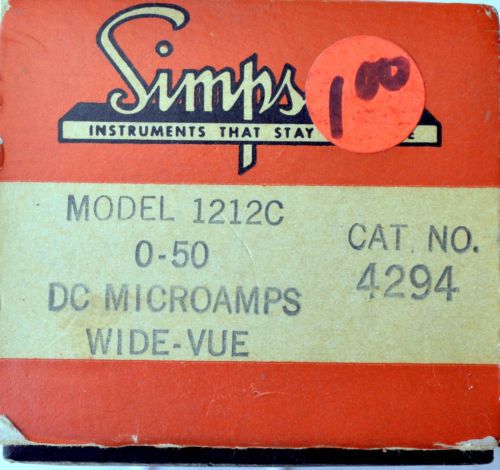 Simps
1.00
INSTRUMENTS THAT STAY
MODEL 1212C
0-50
DC MICROAMPS
WIDE-VUE
CAT. NO.
4294